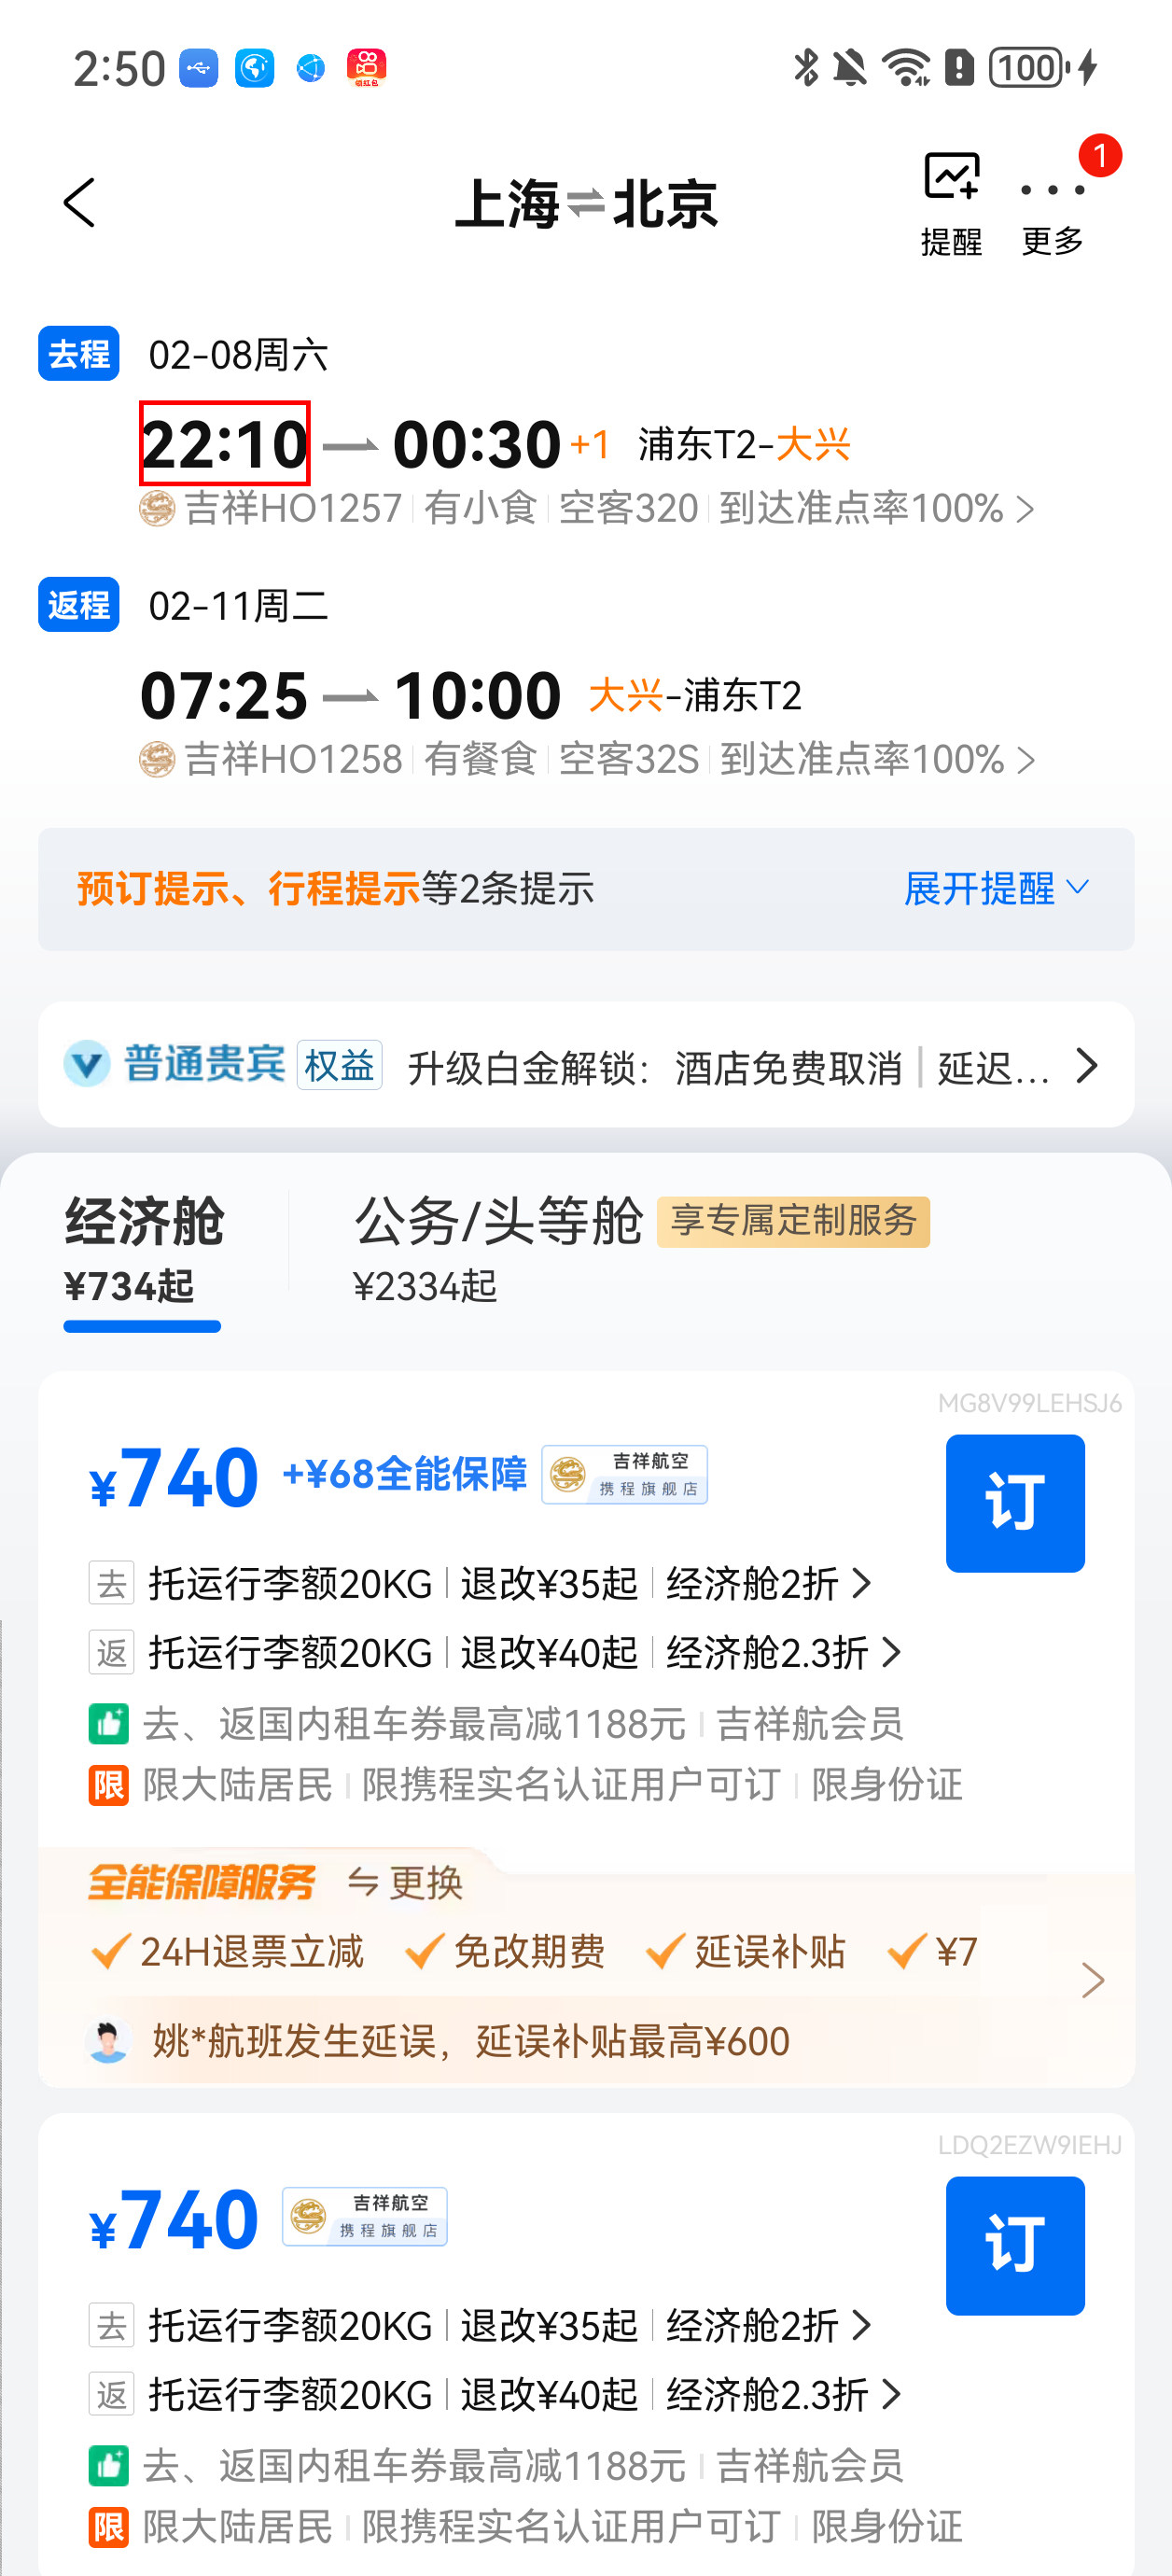 2:50 领红包 100
上海⇌北京 提醒 更多 1
去程 02-08周六
22:10 00:30 +1 浦东T2-大兴
吉祥HO1257 有小食 空客320 到达准点率100% >
返程 02-11周二
07:25 10:00 大兴-浦东T2
吉祥HO1258 有餐食 空客32S 到达准点率100% >
预订提示、行程提示等2条提示 展开提醒
普通贵宾 权益 升级白金解锁：酒店免费取消 | 延迟... >
经济舱 公务/头等舱 享专属定制服务
¥734起 ¥2334起
MG8V99LEHSJ6
¥740 +¥68全能保障 吉祥航空 携程旗舰店 订
去 托运行李额20KG 退改¥35起 经济舱2折 >
返 托运行李额20KG 退改¥40起 经济舱2.3折 >
去、返国内租车券最高减1188元 吉祥航会员
限 限大陆居民 限携程实名认证用户可订 限身份证
全能保障服务 ⇋ 更换
24H退票立减 免改期费 延误补贴 ¥7 >
姚*航班发生延误，延误补贴最高¥600
LDQ2EZW9IEHJ
¥740 吉祥航空 携程旗舰店 订
去 托运行李额20KG 退改¥35起 经济舱2折 >
返 托运行李额20KG 退改¥40起 经济舱2.3折 >
去、返国内租车券最高减1188元 吉祥航会员
限 限大陆居民 限携程实名认证用户可订 限身份证